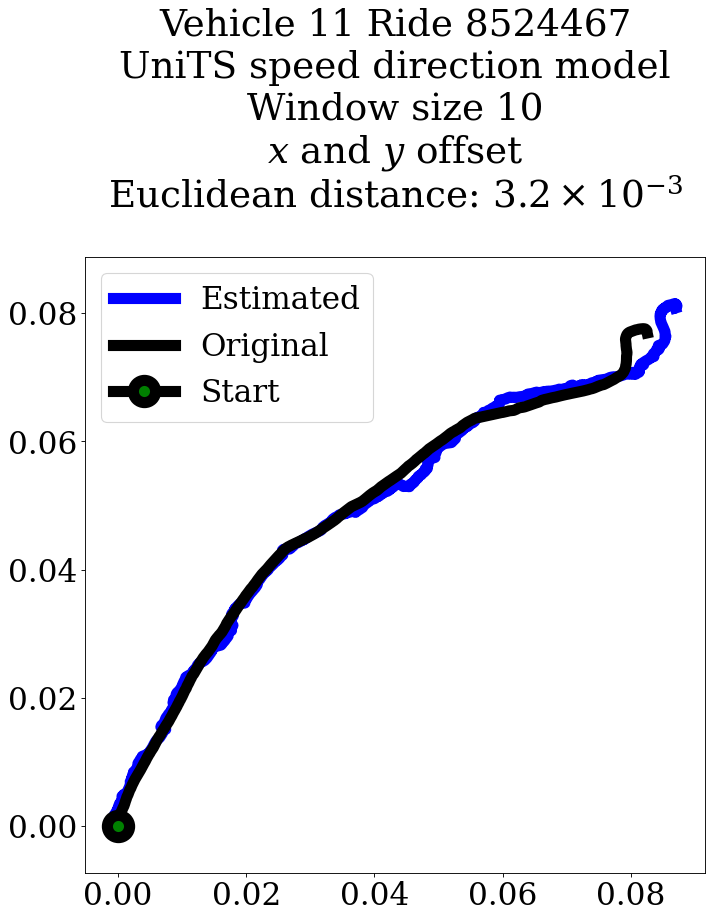 Vehicle 11 Ride 8524467
UniTS speed direction model
Window size 10
x and y offset
Euclidean distance: 3.2 × 10⁻³
Estimated
Original
Start
0.08
0.06
0.04
0.02
0.00
0.00 0.02 0.04 0.06 0.08